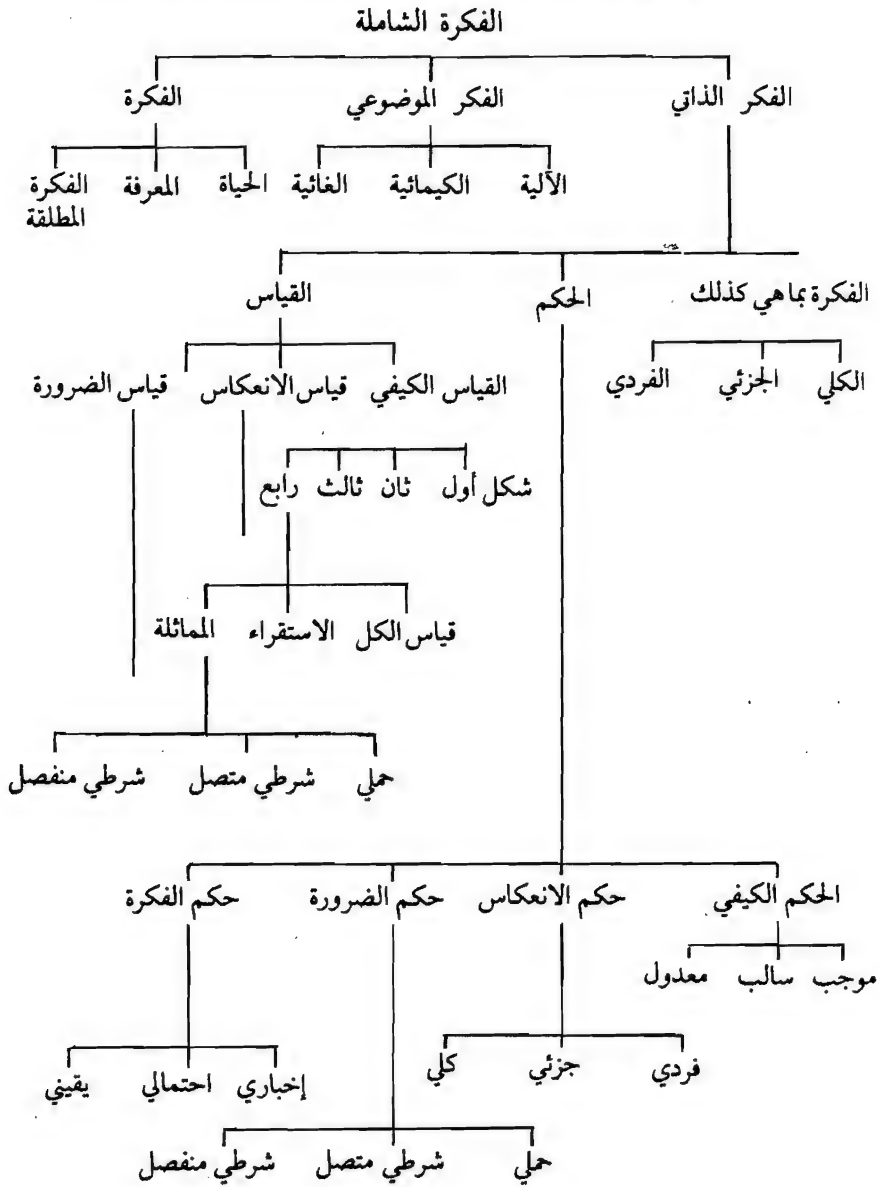 الفكرة الشاملة
الفكر الذاتي الفكر الموضوعي الفكرة
الآلية الكيمائية الغائية الحياة المعرفة الفكرة
المطلقة
الفكرة بما هي كذلك الحكم القياس
الكلي الجزئي الفردي القياس الكيفي قياس الانعكاس قياس الضرورة
شكل أول ثان ثالث رابع
قياس الكل الاستقراء المماثلة
حملي شرطي متصل شرطي منفصل
الحكم الكيفي حكم الانعكاس حكم الضرورة حكم الفكرة
موجب سالب معدول
فردي جزئي كلي إخباري احتمالي يقيني
حملي شرطي متصل شرطي منفصل